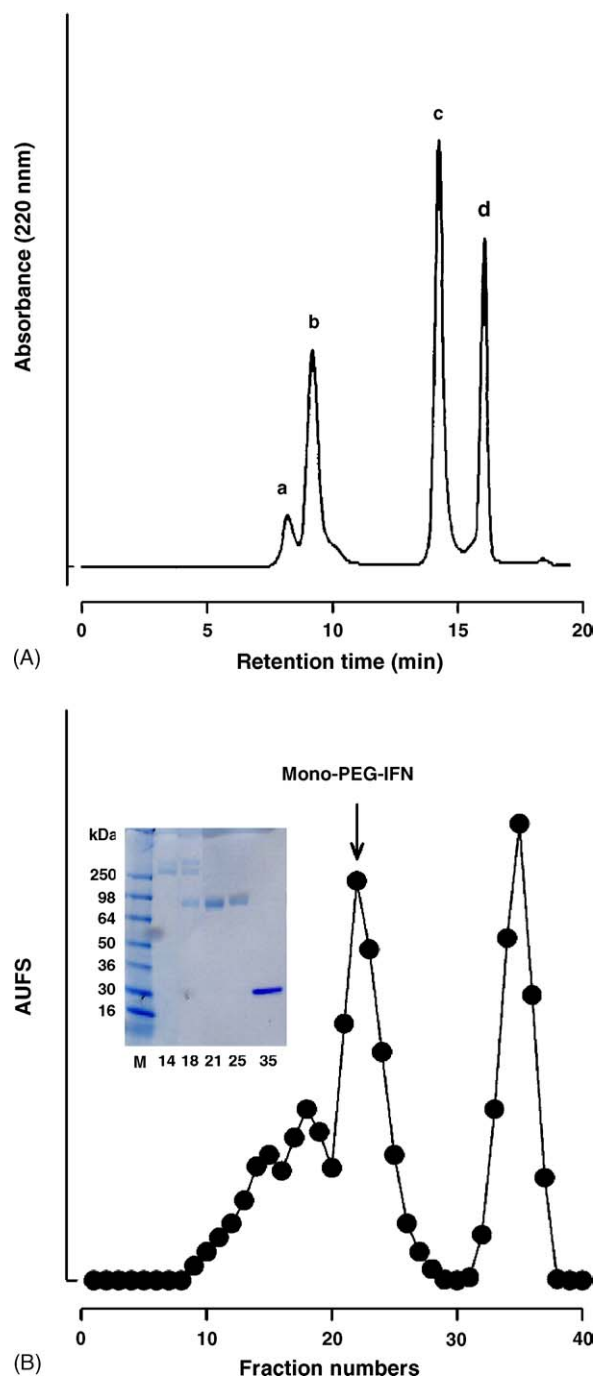 Absorbance (220 nnm)
a
b
c
d
0 5 10 15 20
(A)
Retention time (min)
Mono-PEG-IFN
kDa
250
98
64
50
36
30
16
M 14 18 21 25 35
AUFS
0 10 20 30 40
(B)
Fraction numbers